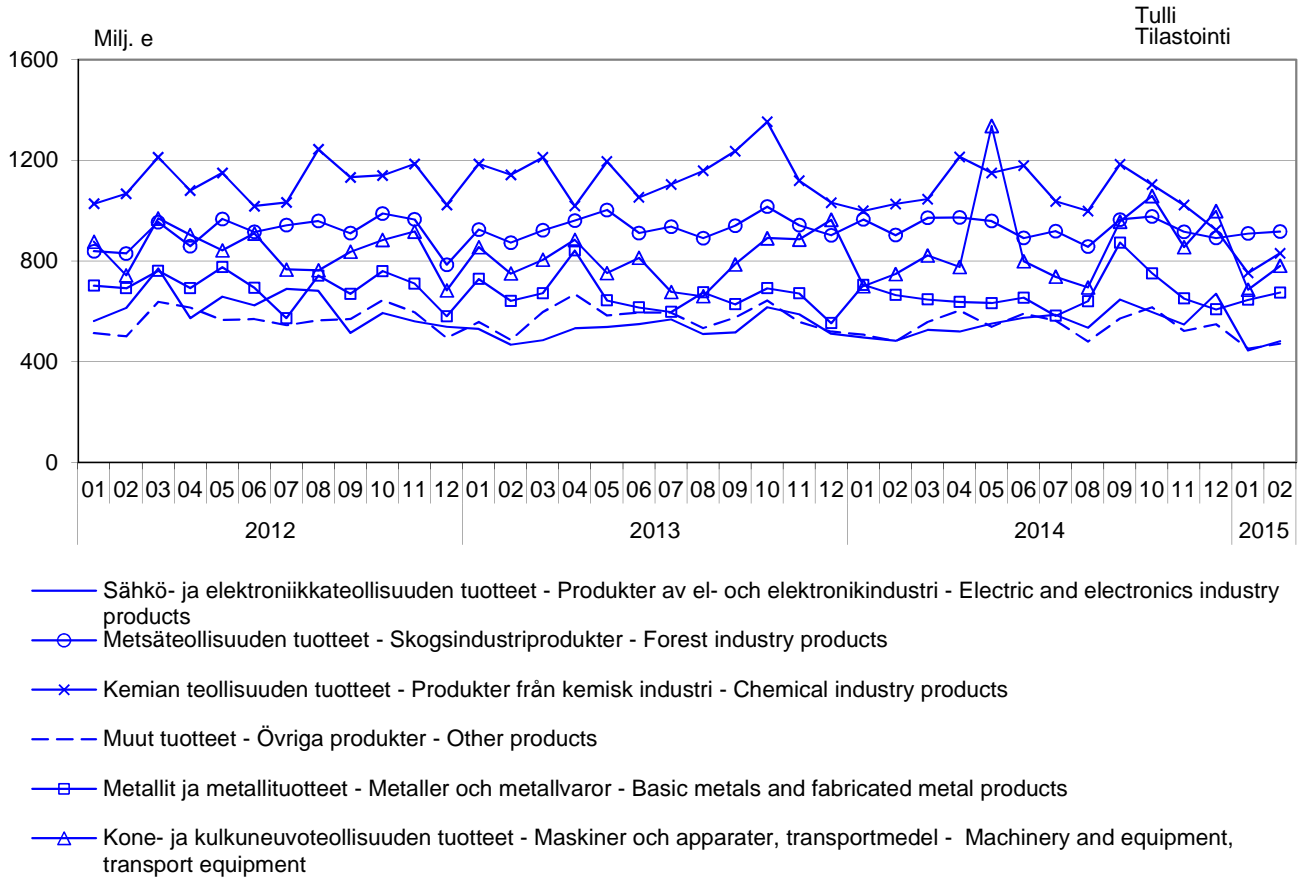 Tulli
Milj. e
Tilastointi
1600
1200
800
400
0
01 02 03 04 05 06 07 08 09 10 11 12 01 02 03 04 05 06 07 08 09 10 11 12 01 02 03 04 05 06 07 08 09 10 11 12 01 02
2012 2013 2014 2015
Sähkö- ja elektroniikkateollisuuden tuotteet - Produkter av el- och elektronikindustri - Electric and electronics industry
products
Metsäteollisuuden tuotteet - Skogsindustriprodukter - Forest industry products
Kemian teollisuuden tuotteet - Produkter från kemisk industri - Chemical industry products
Muut tuotteet - Övriga produkter - Other products
Metallit ja metallituotteet - Metaller och metallvaror - Basic metals and fabricated metal products
Kone- ja kulkuneuvoteollisuuden tuotteet - Maskiner och apparater, transportmedel - Machinery and equipment,
transport equipment